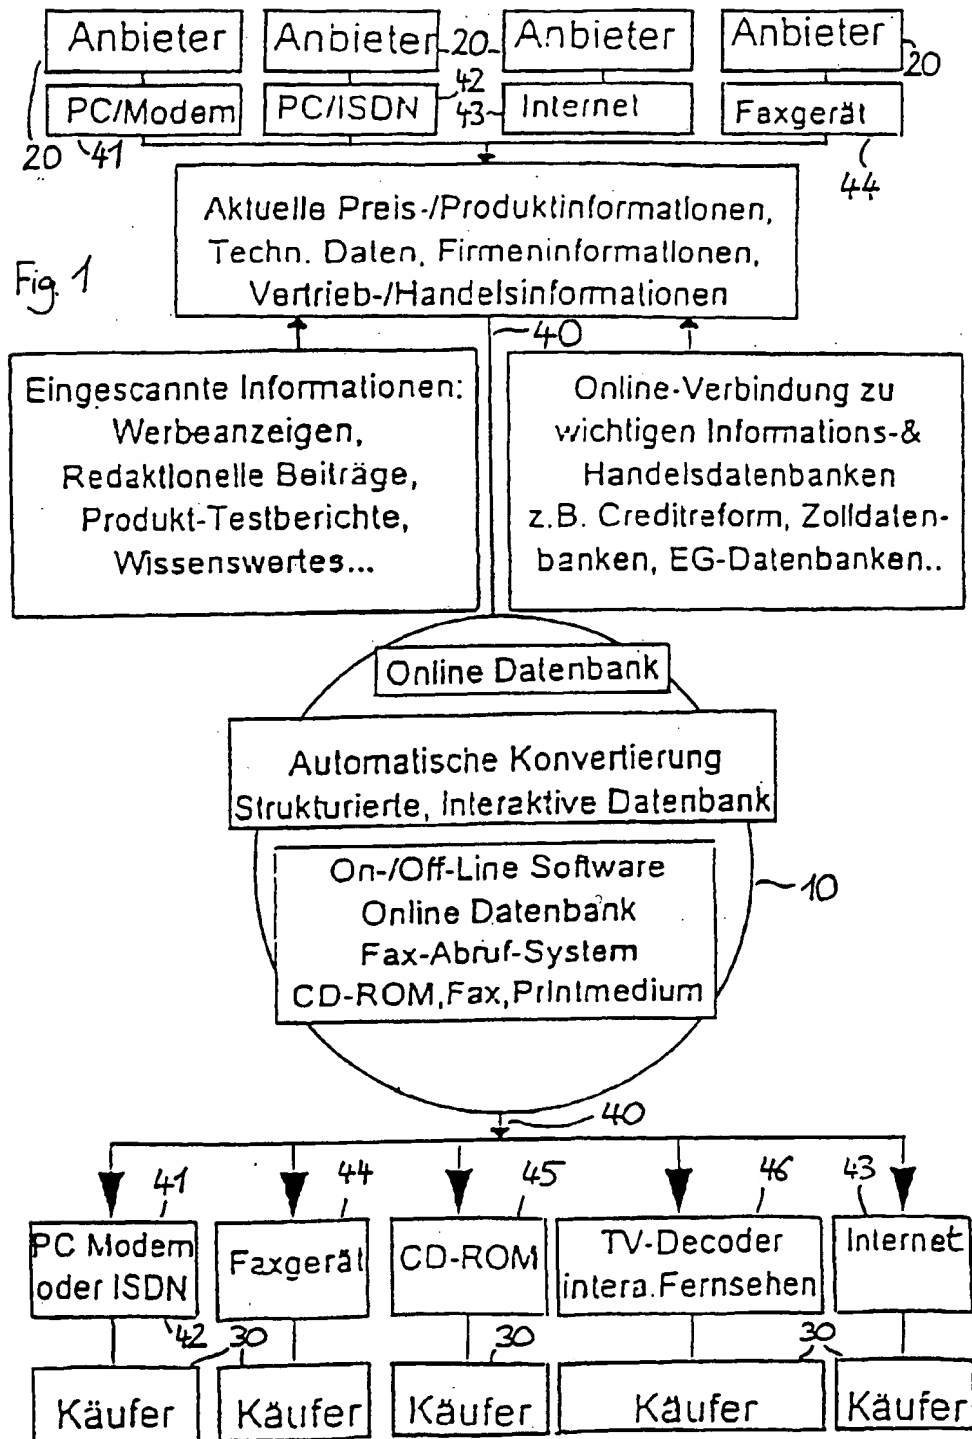 Anbieter Anbieter 20 Anbieter Anbieter
20
PC/Modem PC/ISDN 42 43 Internet Faxgerät
20 41 44
Aktuelle Preis-/Produktinformationen,
Techn. Daten, Firmeninformationen,
Vertrieb-/Handelsinformationen
Fig. 1
40
Eingescannte Informationen:
Werbeanzeigen,
Redaktionelle Beiträge,
Produkt-Testberichte,
Wissenswertes...
Online-Verbindung zu
wichtigen Informations-&
Handelsdatenbanken
z.B. Creditreform, Zolldaten-
banken, EG-Datenbanken..
Online Datenbank
Automatische Konvertierung
Strukturierte, Interaktive Datenbank
On-/Off-Line Software
Online Datenbank
Fax-Abruf-System
CD-ROM,Fax,Printmedium
10
40
41 44 45 46 43
PC Modem
oder ISDN
Faxgerät
CD-ROM
TV-Decoder
intera.Fernsehen
Internet
42 30 30 30
Käufer Käufer Käufer Käufer Käufer